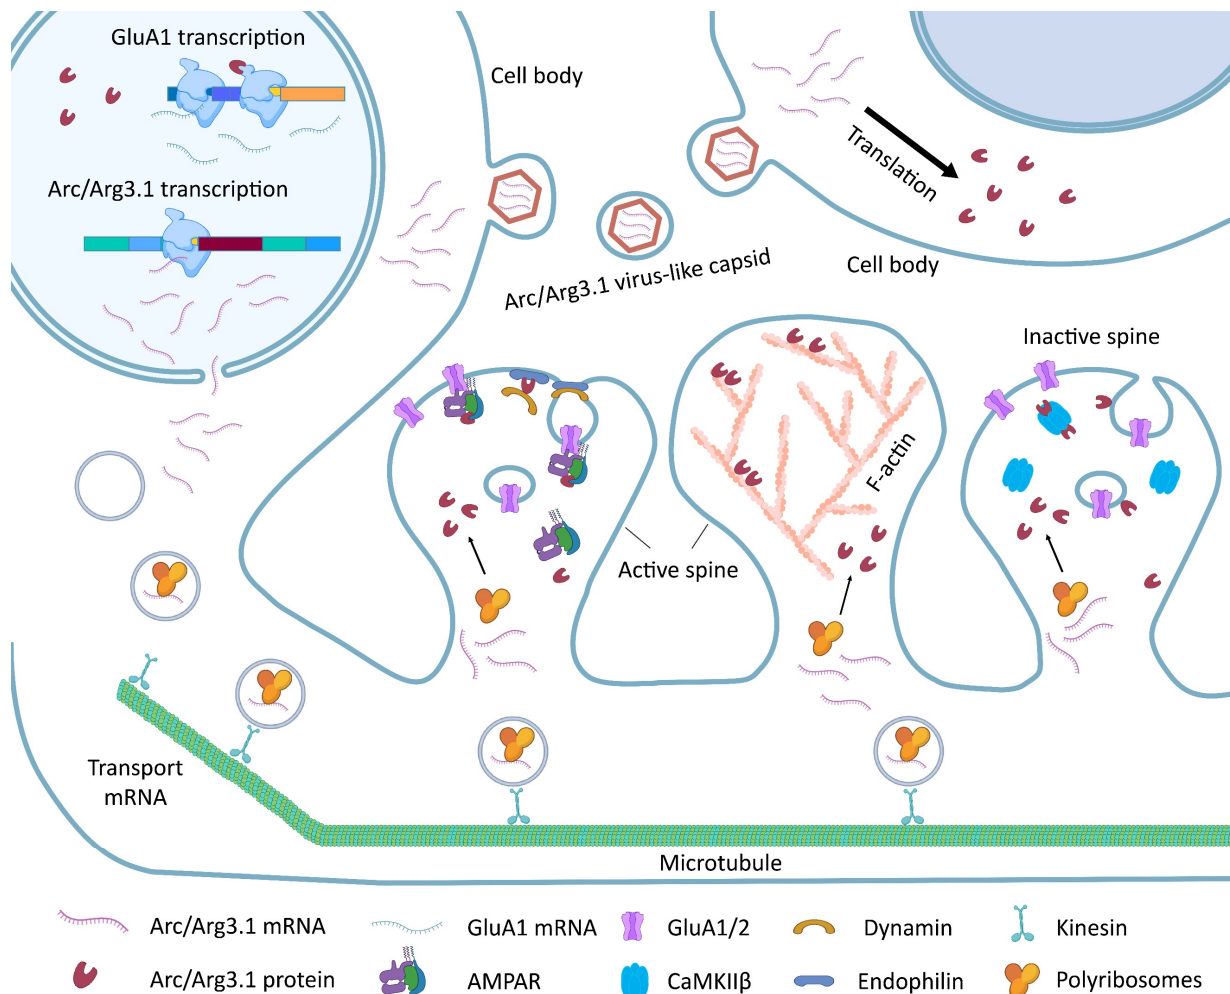 GluA1 transcription
Cell body
Translation
Arc/Arg3.1 transcription
Cell body
Arc/Arg3.1 virus-like capsid
Inactive spine
F-actin
Active spine
Transport
mRNA
Microtubule
Arc/Arg3.1 mRNA
GluA1 mRNA
GluA1/2
Dynamin
Kinesin
Arc/Arg3.1 protein
AMPAR
CaMKIIβ
Endophilin
Polyribosomes